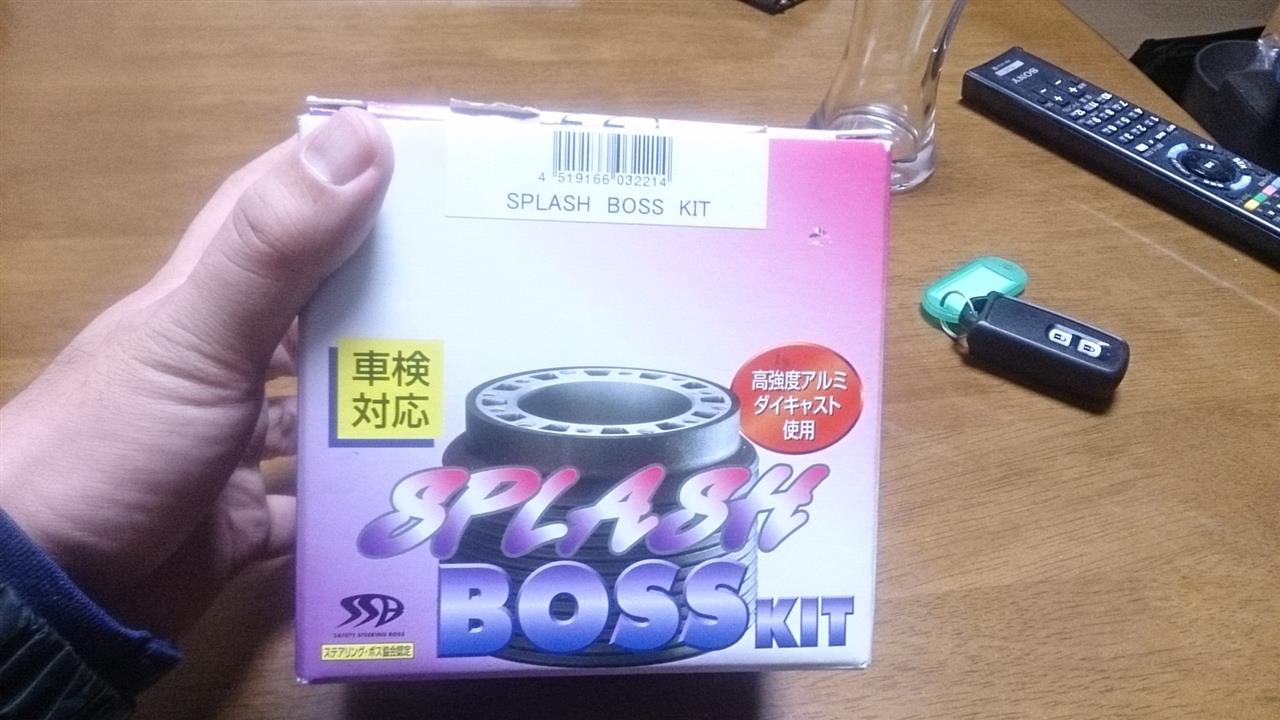 4 519166 032214
SPLASH BOSS KIT
車検
対応
高強度アルミ
ダイキャスト
使用
SPLASH
BOSS KIT
SSB
SAFETY STEERING BOSS
ステアリング・ボス協会認定
SONY